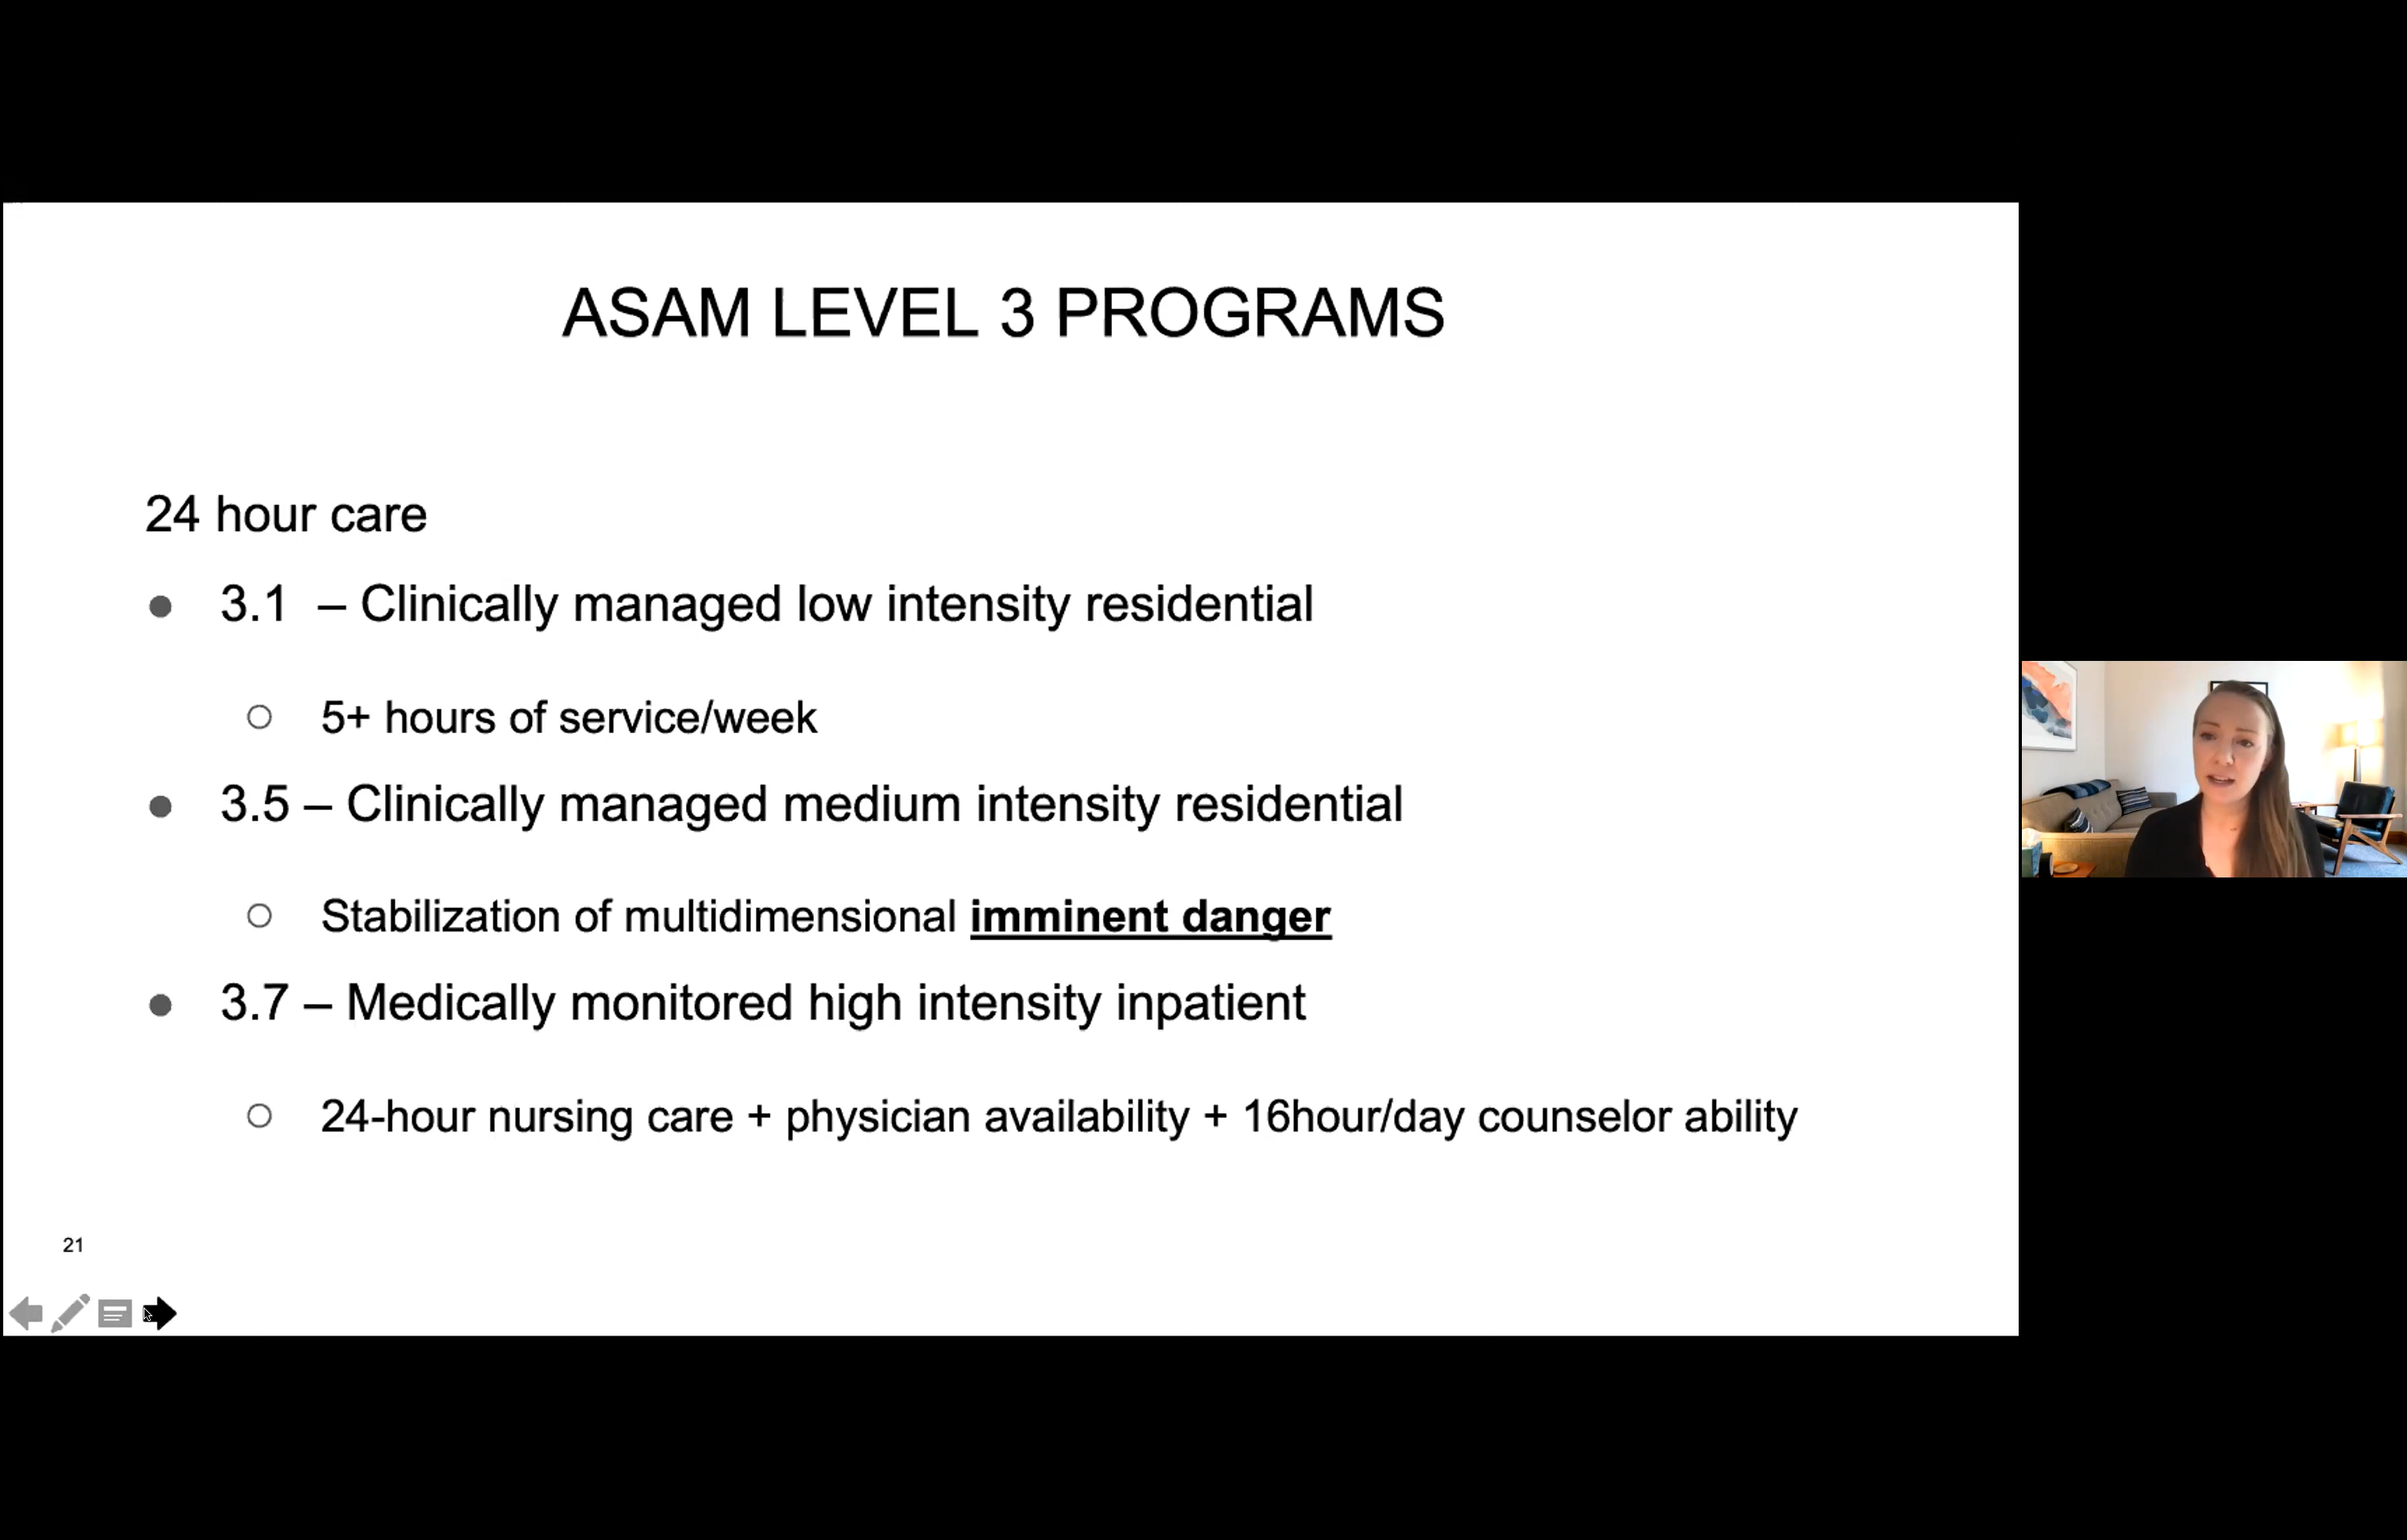 ASAM LEVEL 3 PROGRAMS
24 hour care
● 3.1 – Clinically managed low intensity residential
○ 5+ hours of service/week
● 3.5 – Clinically managed medium intensity residential
○ Stabilization of multidimensional imminent danger
● 3.7 – Medically monitored high intensity inpatient
○ 24-hour nursing care + physician availability + 16hour/day counselor ability
21